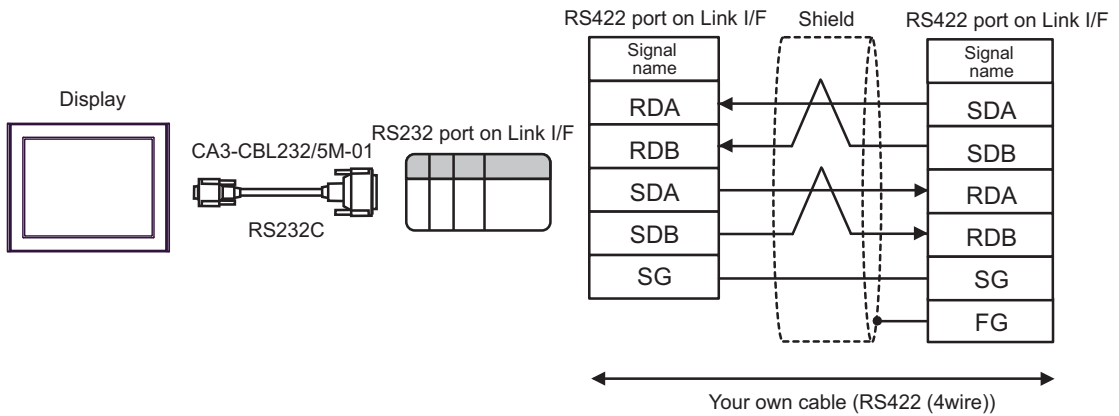 Display
CA3-CBL232/5M-01
RS232C
RS232 port on Link I/F
RS422 port on Link I/F
Shield
RS422 port on Link I/F
Signal
name
RDA
RDB
SDA
SDB
SG
Signal
name
SDA
SDB
RDA
RDB
SG
FG
Your own cable (RS422 (4wire))